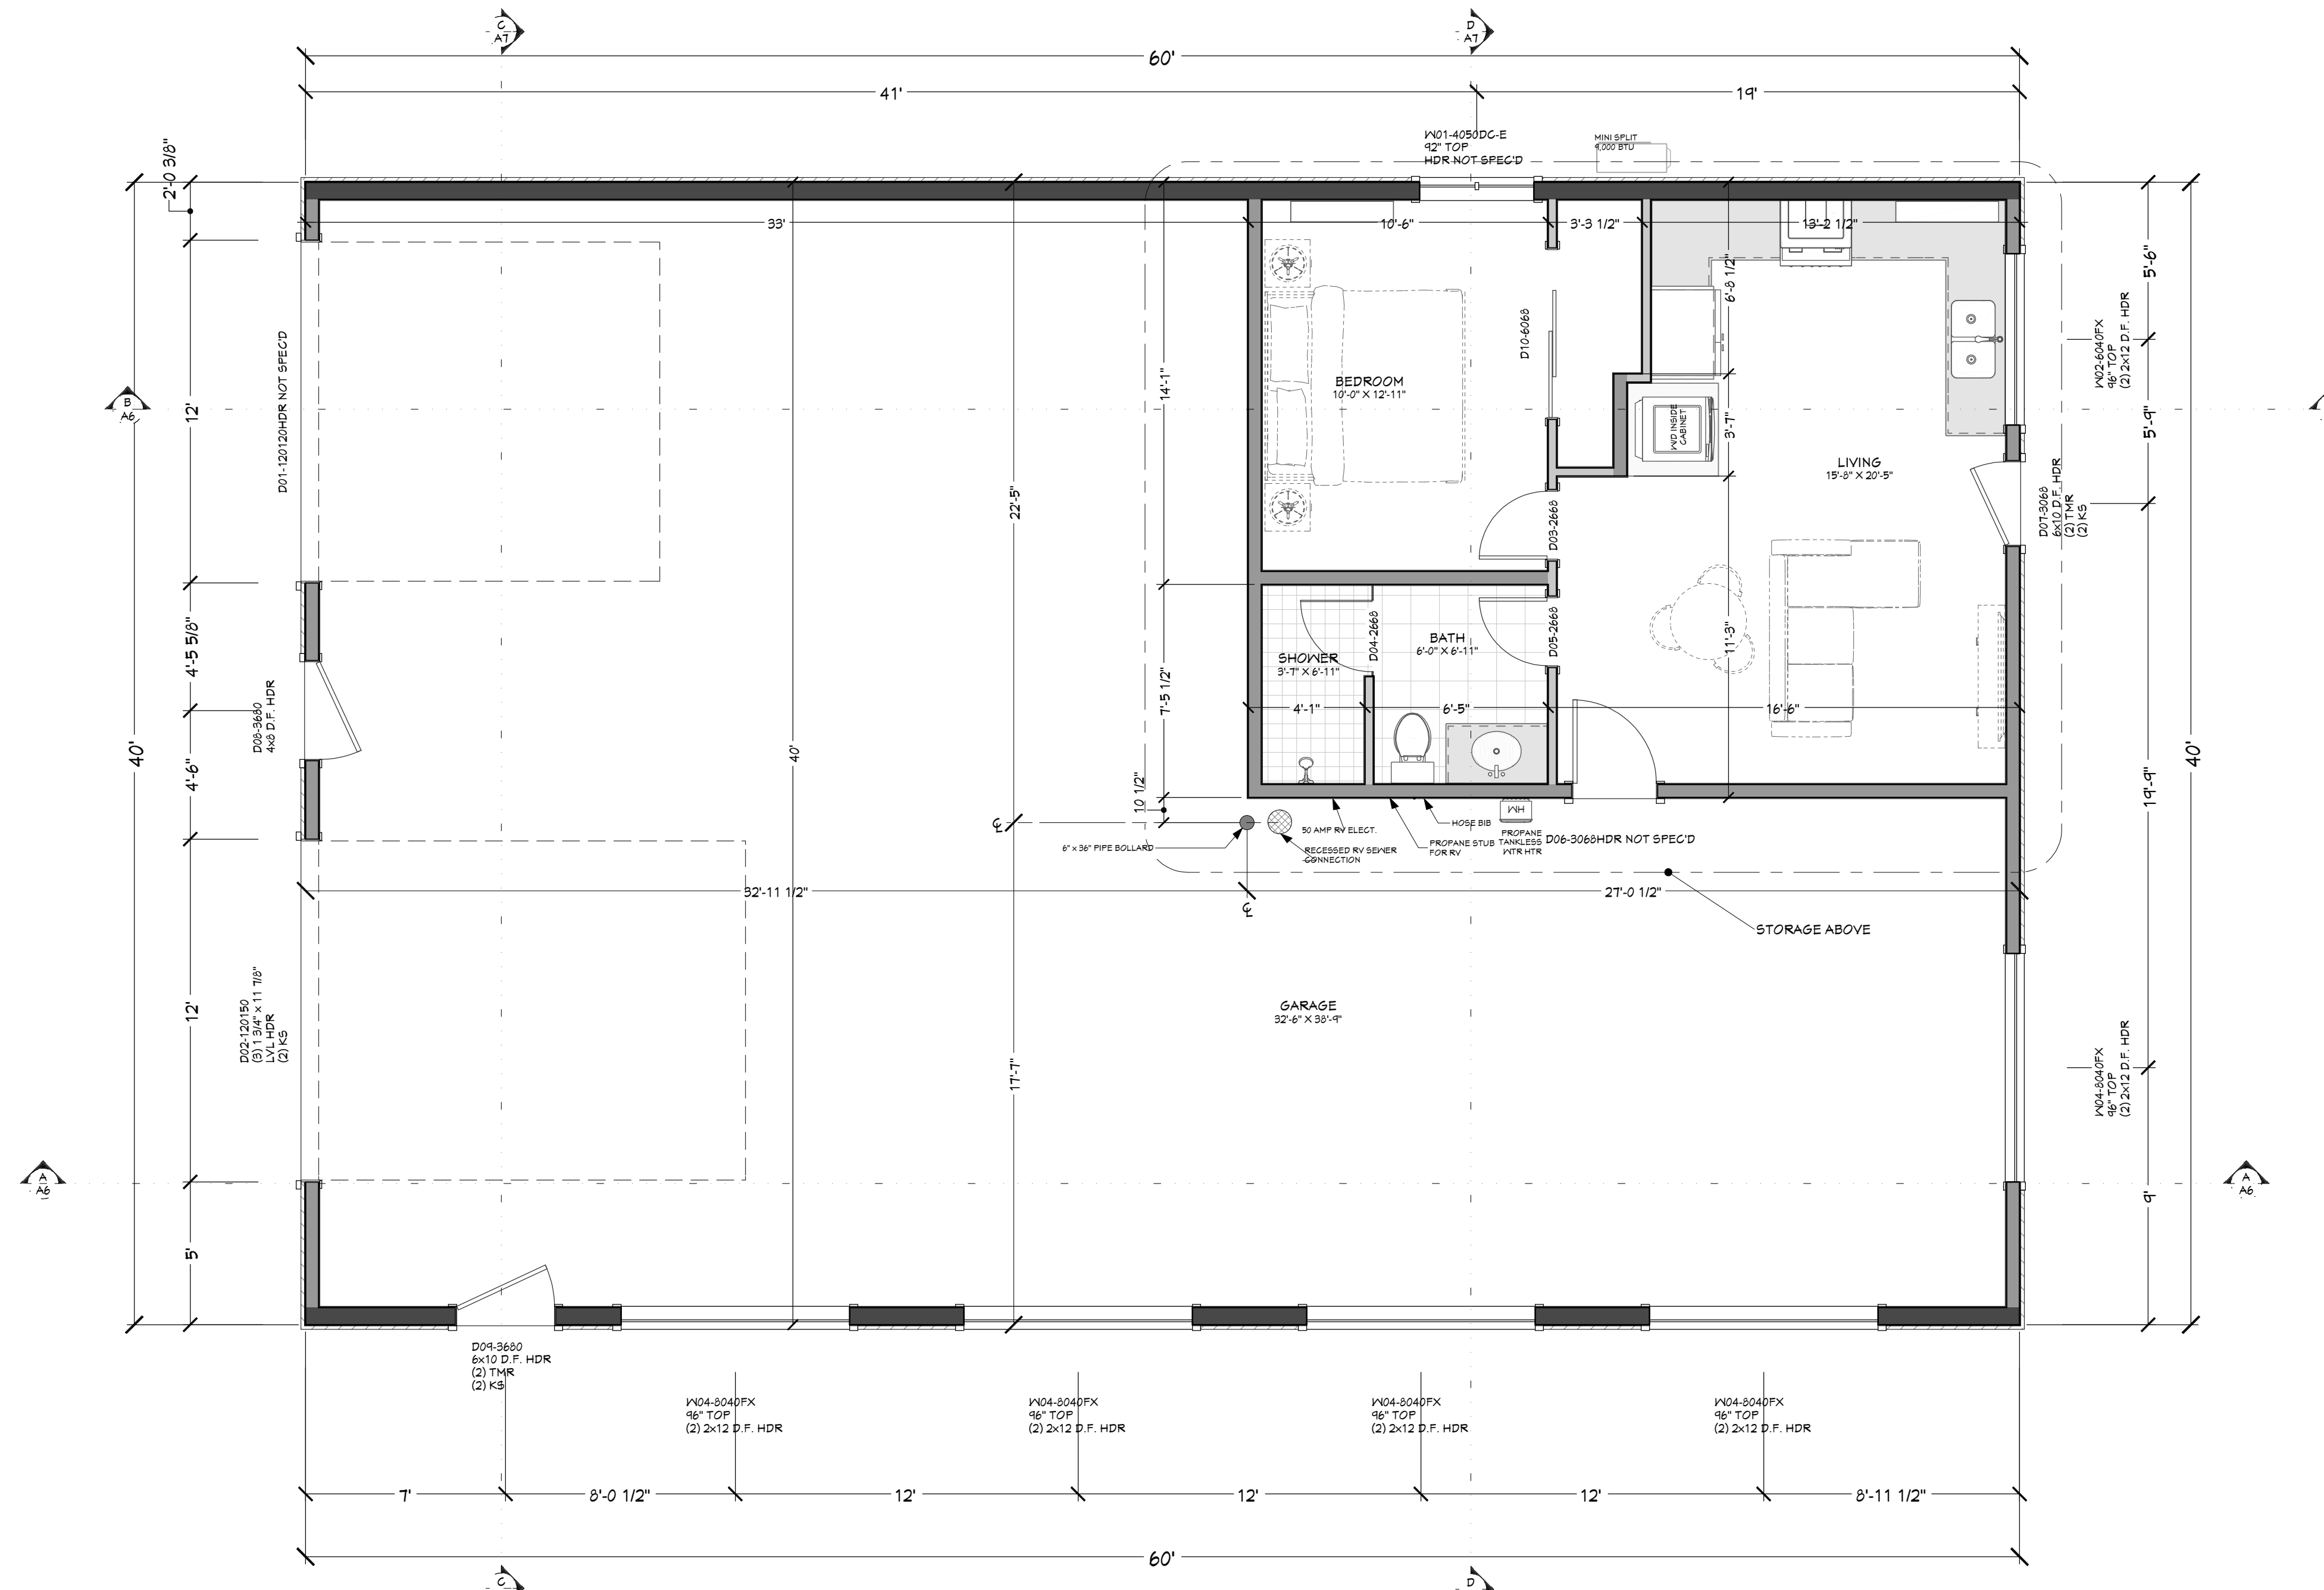 C
A7
D
A7
60'
41'
19'
W01-4050DC-E
92" TOP
HDR NOT SPEC'D
MINI SPLIT
9,000 BTU
2'-0 3/8"
33'
10'-6"
3'-3 1/2"
13'-2 1/2"
5'-6"
6'-8 1/2"
W02-6040FX
96" TOP
(2) 2x12 D.F. HDR
D10-6068
D01-120120HDR NOT SPEC'D
B
A6
12'
14'-1"
BEDROOM
10'-0" X 12'-11"
3'-7"
W/D INSIDE
CABINET
5'-9"
LIVING
15'-8" X 20'-5"
22'-5"
D03-2668
D07-3068
6x10 D.F. HDR
(2) TMR
(2) KS
4'-5 5/8"
D04-2668
D05-2668
BATH
6'-0" X 6'-11"
SHOWER
3'-7" X 6'-11"
11'-3"
D08-3680
4x8 D.F. HDR
7'-5 1/2"
4'-1"
6'-5"
16'-6"
40'
4'-6"
40'
40'
19'-9"
10 1/2"
WH
℄
50 AMP RV ELECT.
HOSE BIB
PROPANE
TANKLESS
WTR HTR
D06-3068HDR NOT SPEC'D
6" x 36" PIPE BOLLARD
RECESSED RV SEWER
CONNECTION
PROPANE STUB
FOR RV
32'-11 1/2"
27'-0 1/2"
℄
STORAGE ABOVE
D02-120150
(3) 1 3/4" x 11 7/8"
LVL HDR
(2) KS
12'
GARAGE
32'-6" X 38'-9"
17'-7"
W04-8040FX
96" TOP
(2) 2x12 D.F. HDR
A
A6
A
A6
9'
5'
D09-3680
6x10 D.F. HDR
(2) TMR
(2) KS
W04-8040FX
96" TOP
(2) 2x12 D.F. HDR
W04-8040FX
96" TOP
(2) 2x12 D.F. HDR
W04-8040FX
96" TOP
(2) 2x12 D.F. HDR
W04-8040FX
96" TOP
(2) 2x12 D.F. HDR
7'
8'-0 1/2"
12'
12'
12'
8'-11 1/2"
60'
C
D